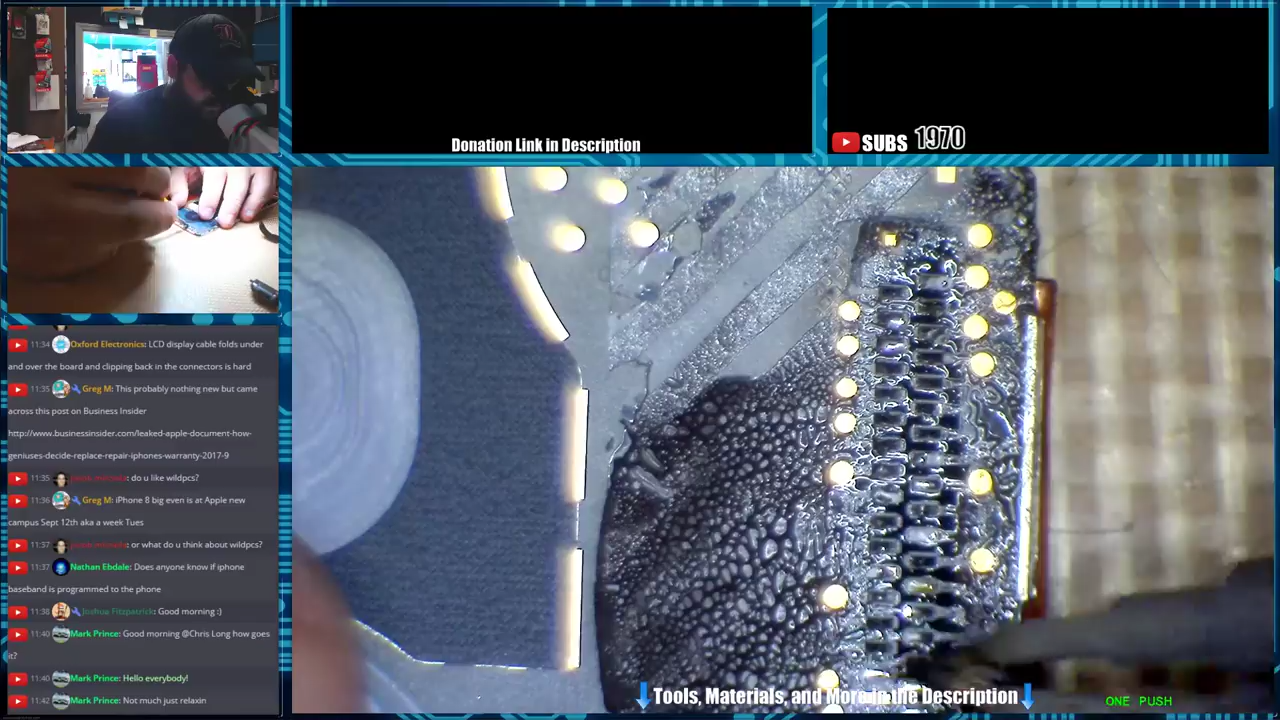 Donation Link in Description
SUBS 1970
11:34 Oxford Electronics: LCD display cable folds under
and over the board and clipping back in the connectors is hard
11:35 Greg M: This probably nothing new but came
across this post on Business Insider
http://www.businessinsider.com/leaked-apple-document-how-
geniuses-decide-replace-repair-iphones-warranty-2017-9
11:35 : do u like wildpcs?
11:36 Greg M: iPhone 8 big even is at Apple new
campus Sept 12th aka a week Tues
11:37 : or what do u think about wildpcs?
11:37 Nathan Ebdale: Does anyone know if iphone
baseband is programmed to the phone
11:38 Joshua Fitzpatrick: Good morning :)
11:40 Mark Prince: Good morning @Chris Long how goes
it?
11:40 Mark Prince: Hello everybody!
11:42 Mark Prince: Not much just relaxin
Tools, Materials, and More in the Description
ONE PUSH